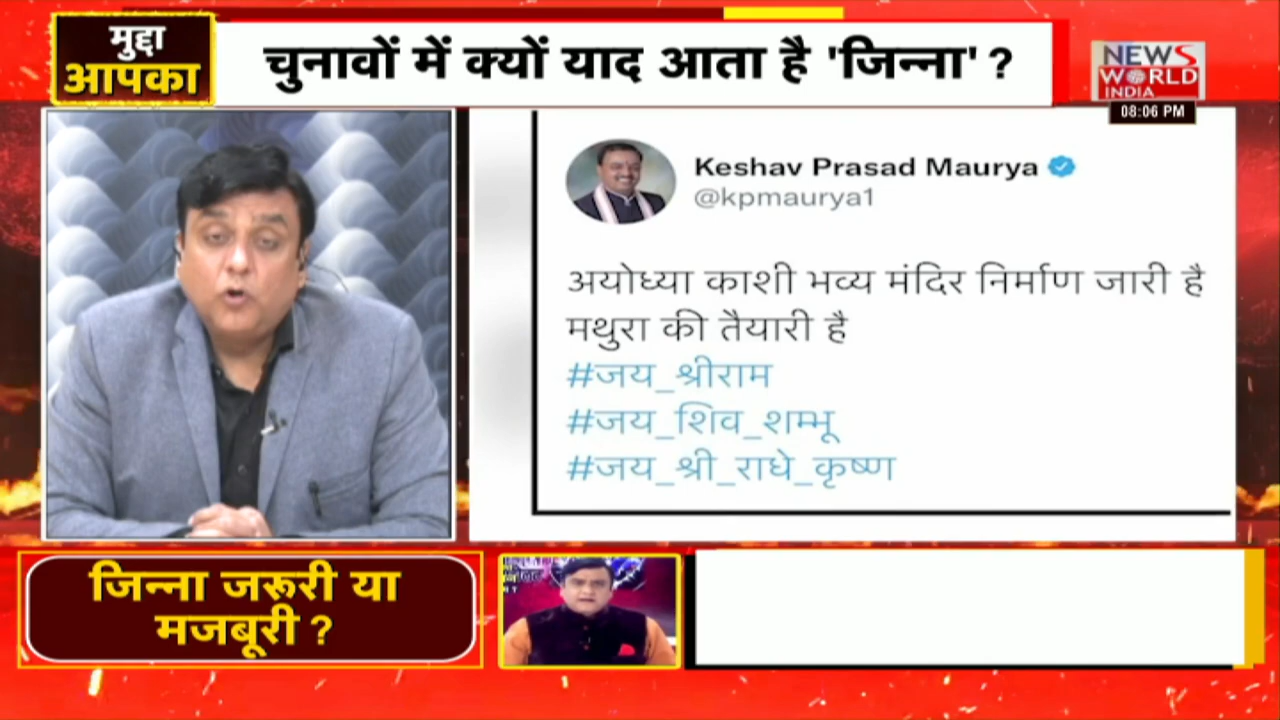 मुद्दा
आपका
चुनावों में क्यों याद आता है 'जिन्ना' ?
NEWS
WORLD
INDIA
08:06 PM
Keshav Prasad Maurya
@kpmaurya1
अयोध्या काशी भव्य मंदिर निर्माण जारी है
मथुरा की तैयारी है
#जय_श्रीराम
#जय_शिव_शम्भू
#जय_श्री_राधे_कृष्ण
जिन्ना जरूरी या
मजबूरी ?